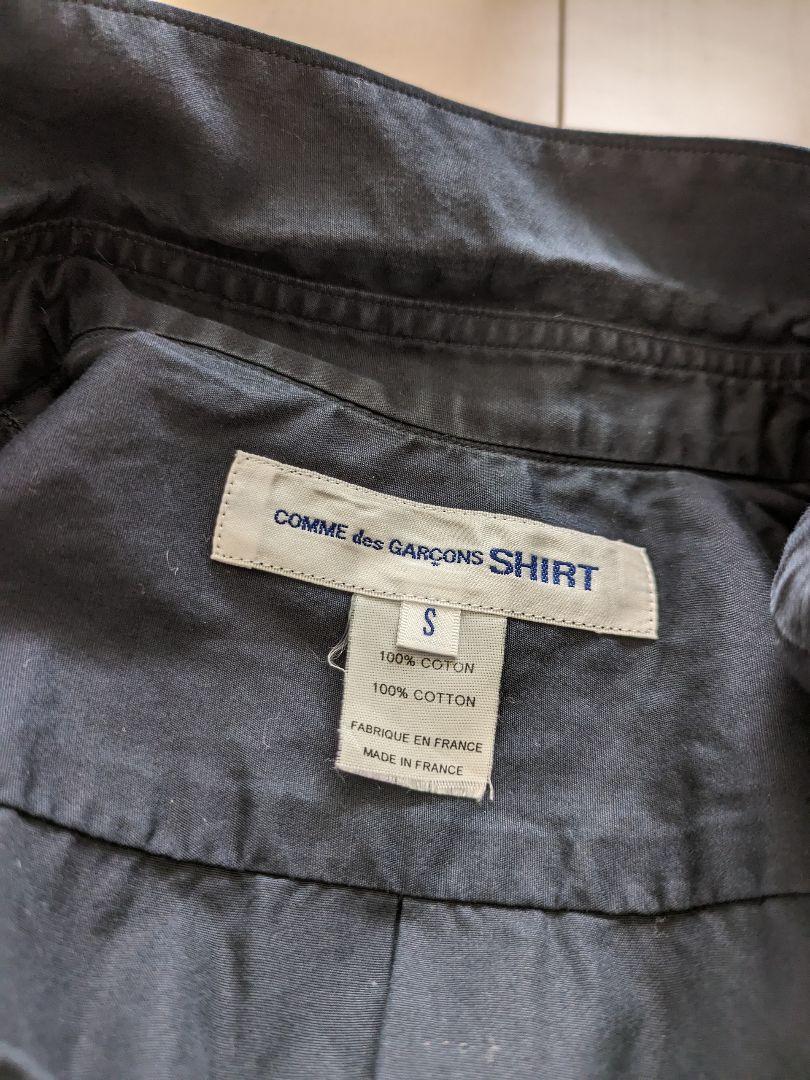 COMME des GARÇONS SHIRT
S
100% COTON
100% COTTON
FABRIQUE EN FRANCE
MADE IN FRANCE